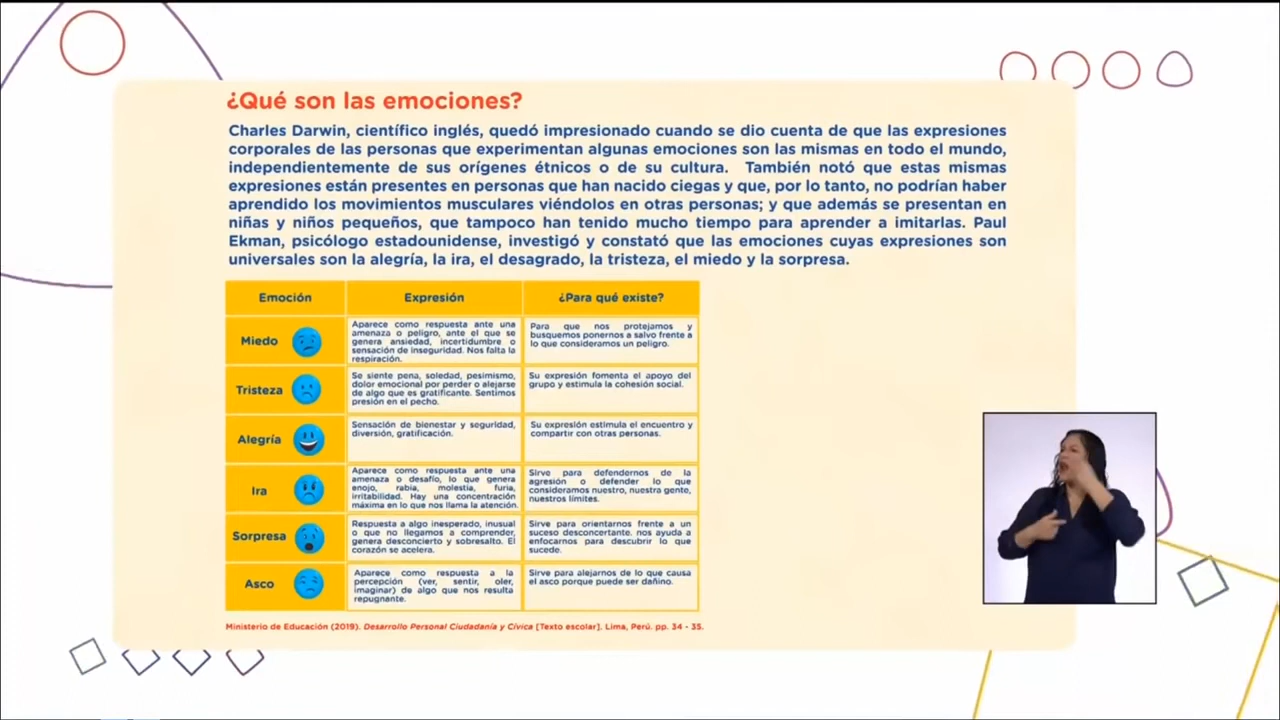 ¿Qué son las emociones?
Charles Darwin, científico inglés, quedó impresionado cuando se dio cuenta de que las expresiones
corporales de las personas que experimentan algunas emociones son las mismas en todo el mundo,
independientemente de sus orígenes étnicos o de su cultura. También notó que estas mismas
expresiones están presentes en personas que han nacido ciegas y que, por lo tanto, no podrían haber
aprendido los movimientos musculares viéndolos en otras personas; y que además se presentan en
niñas y niños pequeños, que tampoco han tenido mucho tiempo para aprender a imitarlas. Paul
Ekman, psicólogo estadounidense, investigó y constató que las emociones cuyas expresiones son
universales son la alegría, la ira, el desagrado, la tristeza, el miedo y la sorpresa.
Emoción
Expresión
¿Para qué existe?
Miedo
Aparece como respuesta ante una
amenaza o peligro, ante el que se
genera ansiedad, incertidumbre o
sensación de inseguridad. Nos falta la
respiración.
Para que nos protejamos y
busquemos ponernos a salvo frente a
lo que consideramos un peligro.
Tristeza
Se siente pena, soledad, pesimismo,
dolor emocional por perder o alejarse
de algo que es gratificante. Sentimos
presión en el pecho.
Su expresión fomenta el apoyo del
grupo y estimula la cohesión social.
Alegría
Sensación de bienestar y seguridad,
diversión, gratificación.
Su expresión estimula el encuentro y
compartir con otras personas.
Ira
Aparece como respuesta ante una
amenaza o desafío, lo que genera
enojo, rabia, molestia, furia,
irritabilidad. Hay una concentración
máxima en lo que nos llama la atención.
Sirve para defendernos de la
agresión o defender lo que
consideramos nuestro, nuestra gente,
nuestros límites.
Sorpresa
Respuesta a algo inesperado, inusual
o que no llegamos a comprender,
genera desconcierto y sobresalto. El
corazón se acelera.
Sirve para orientarnos frente a un
suceso desconcertante. nos ayuda a
enfocarnos para descubrir lo que
sucede.
Asco
Aparece como respuesta a la
percepción (ver, sentir, oler,
imaginar) de algo que nos resulta
repugnante.
Sirve para alejarnos de lo que causa
el asco porque puede ser dañino.
Ministerio de Educación (2019). Desarrollo Personal Ciudadanía y Cívica [Texto escolar]. Lima, Perú. pp. 34 - 35.